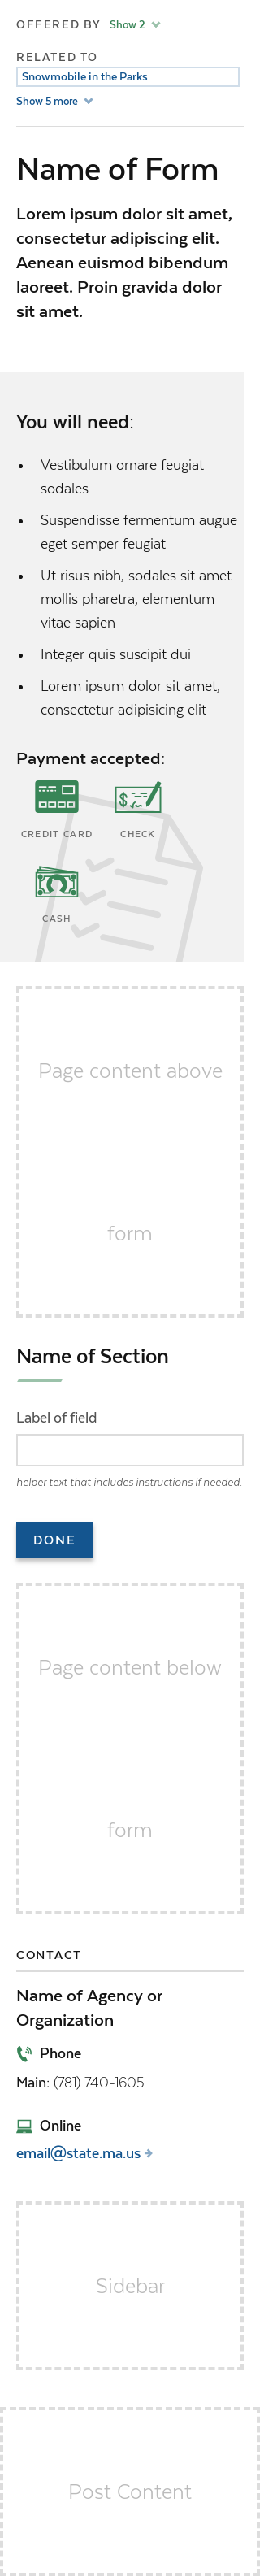 OFFERED BY Show 2
RELATED TO
Snowmobile in the Parks
Show 5 more
Name of Form
Lorem ipsum dolor sit amet,
consectetur adipiscing elit.
Aenean euismod bibendum
laoreet. Proin gravida dolor
sit amet.
You will need:
Vestibulum ornare feugiat
sodales
Suspendisse fermentum augue
eget semper feugiat
Ut risus nibh, sodales sit amet
mollis pharetra, elementum
vitae sapien
Integer quis suscipit dui
Lorem ipsum dolor sit amet,
consectetur adipisicing elit
Payment accepted:
CREDIT CARD CHECK
CASH
Page content above
form
Name of Section
Label of field
helper text that includes instructions if needed.
DONE
Page content below
form
CONTACT
Name of Agency or
Organization
Phone
Main: (781) 740-1605
Online
email@state.ma.us
Sidebar
Post Content